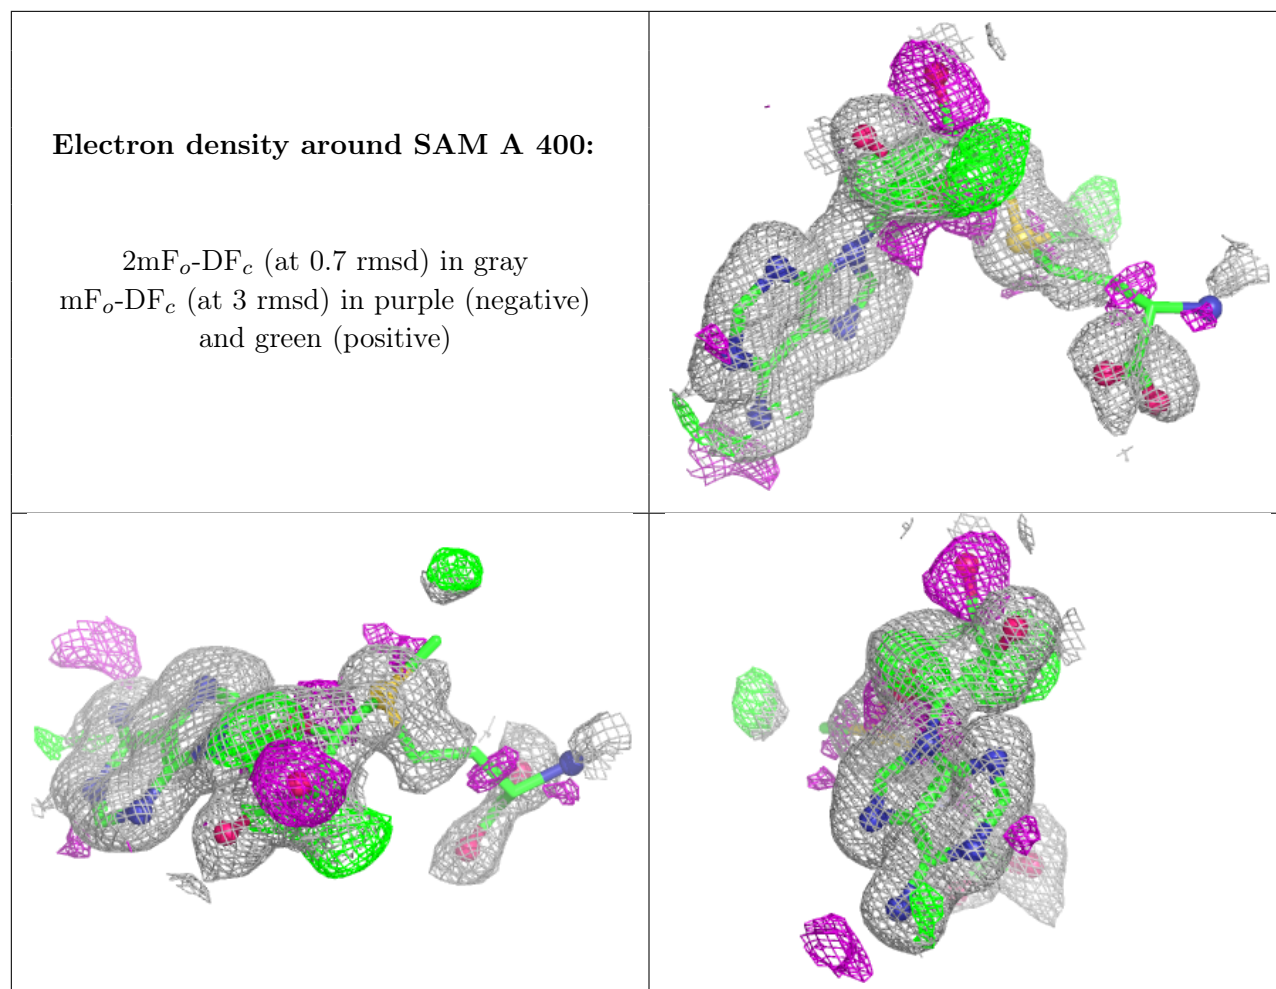 Electron density around SAM A 400:
2mFo-DFc (at 0.7 rmsd) in gray
mFo-DFc (at 3 rmsd) in purple (negative)
and green (positive)